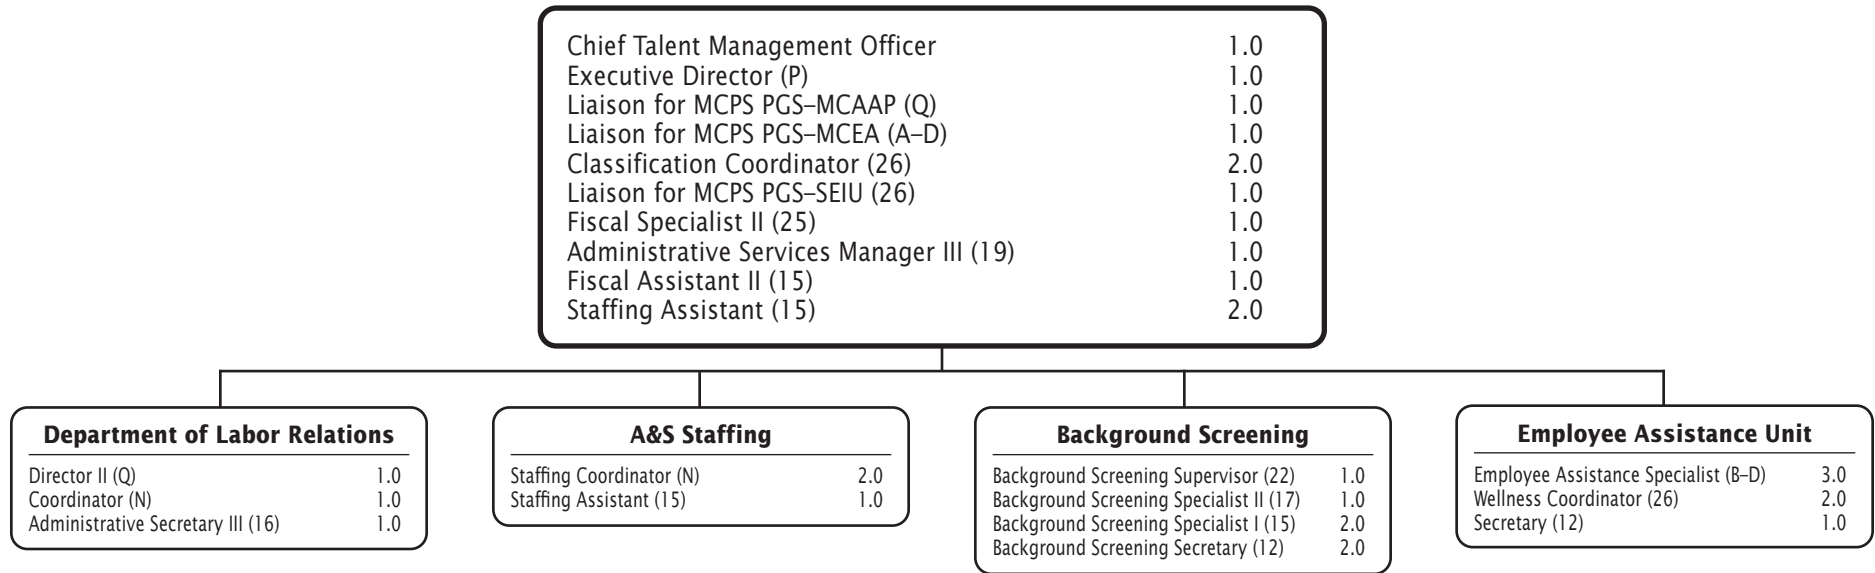 Chief Talent Management Officer 1.0
Executive Director (P) 1.0
Liaison for MCPS PGS–MCAAP (Q) 1.0
Liaison for MCPS PGS–MCEA (A–D) 1.0
Classification Coordinator (26) 2.0
Liaison for MCPS PGS–SEIU (26) 1.0
Fiscal Specialist II (25) 1.0
Administrative Services Manager III (19) 1.0
Fiscal Assistant II (15) 1.0
Staffing Assistant (15) 2.0
Department of Labor Relations
Director II (Q) 1.0
Coordinator (N) 1.0
Administrative Secretary III (16) 1.0
A&S Staffing
Staffing Coordinator (N) 2.0
Staffing Assistant (15) 1.0
Background Screening
Background Screening Supervisor (22) 1.0
Background Screening Specialist II (17) 1.0
Background Screening Specialist I (15) 2.0
Background Screening Secretary (12) 2.0
Employee Assistance Unit
Employee Assistance Specialist (B–D) 3.0
Wellness Coordinator (26) 2.0
Secretary (12) 1.0